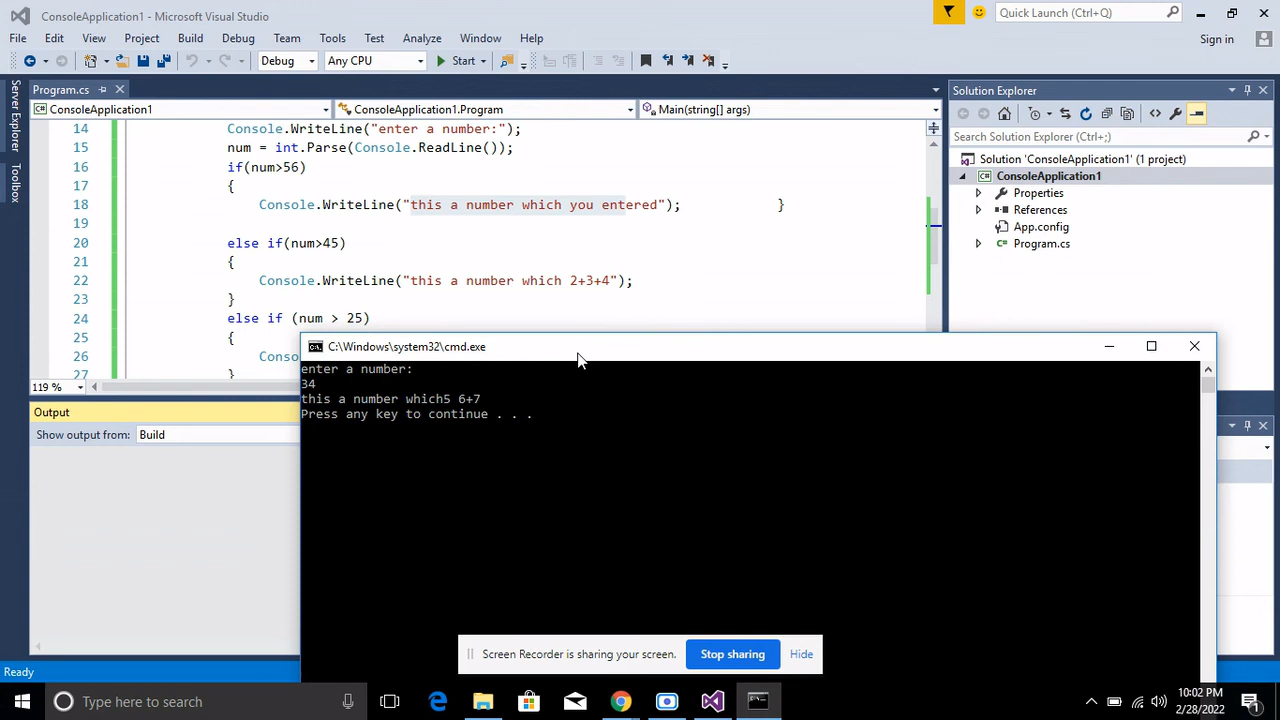 ConsoleApplication1 - Microsoft Visual Studio
Quick Launch (Ctrl+Q)
File Edit View Project Build Debug Team Tools Test Analyze Window Help
Sign in
Debug Any CPU Start
Server Explorer
Toolbox
Program.cs
ConsoleApplication1 ConsoleApplication1.Program Main(string[] args)
14 Console.WriteLine("enter a number:");
15 num = int.Parse(Console.ReadLine());
16 if(num>56)
17 {
18 Console.WriteLine("this a number which you entered"); }
19
20 else if(num>45)
21 {
22 Console.WriteLine("this a number which 2+3+4");
23 }
24 else if (num > 25)
25 {
26 Conso
27 }
119 %
Output
Show output from: Build
Solution Explorer
Search Solution Explorer (Ctrl+;)
Solution 'ConsoleApplication1' (1 project)
ConsoleApplication1
Properties
References
App.config
Program.cs
C:\Windows\system32\cmd.exe
enter a number:
34
this a number which5 6+7
Press any key to continue . . .
Screen Recorder is sharing your screen. Stop sharing Hide
Ready
Type here to search
10:02 PM
2/28/2022
1